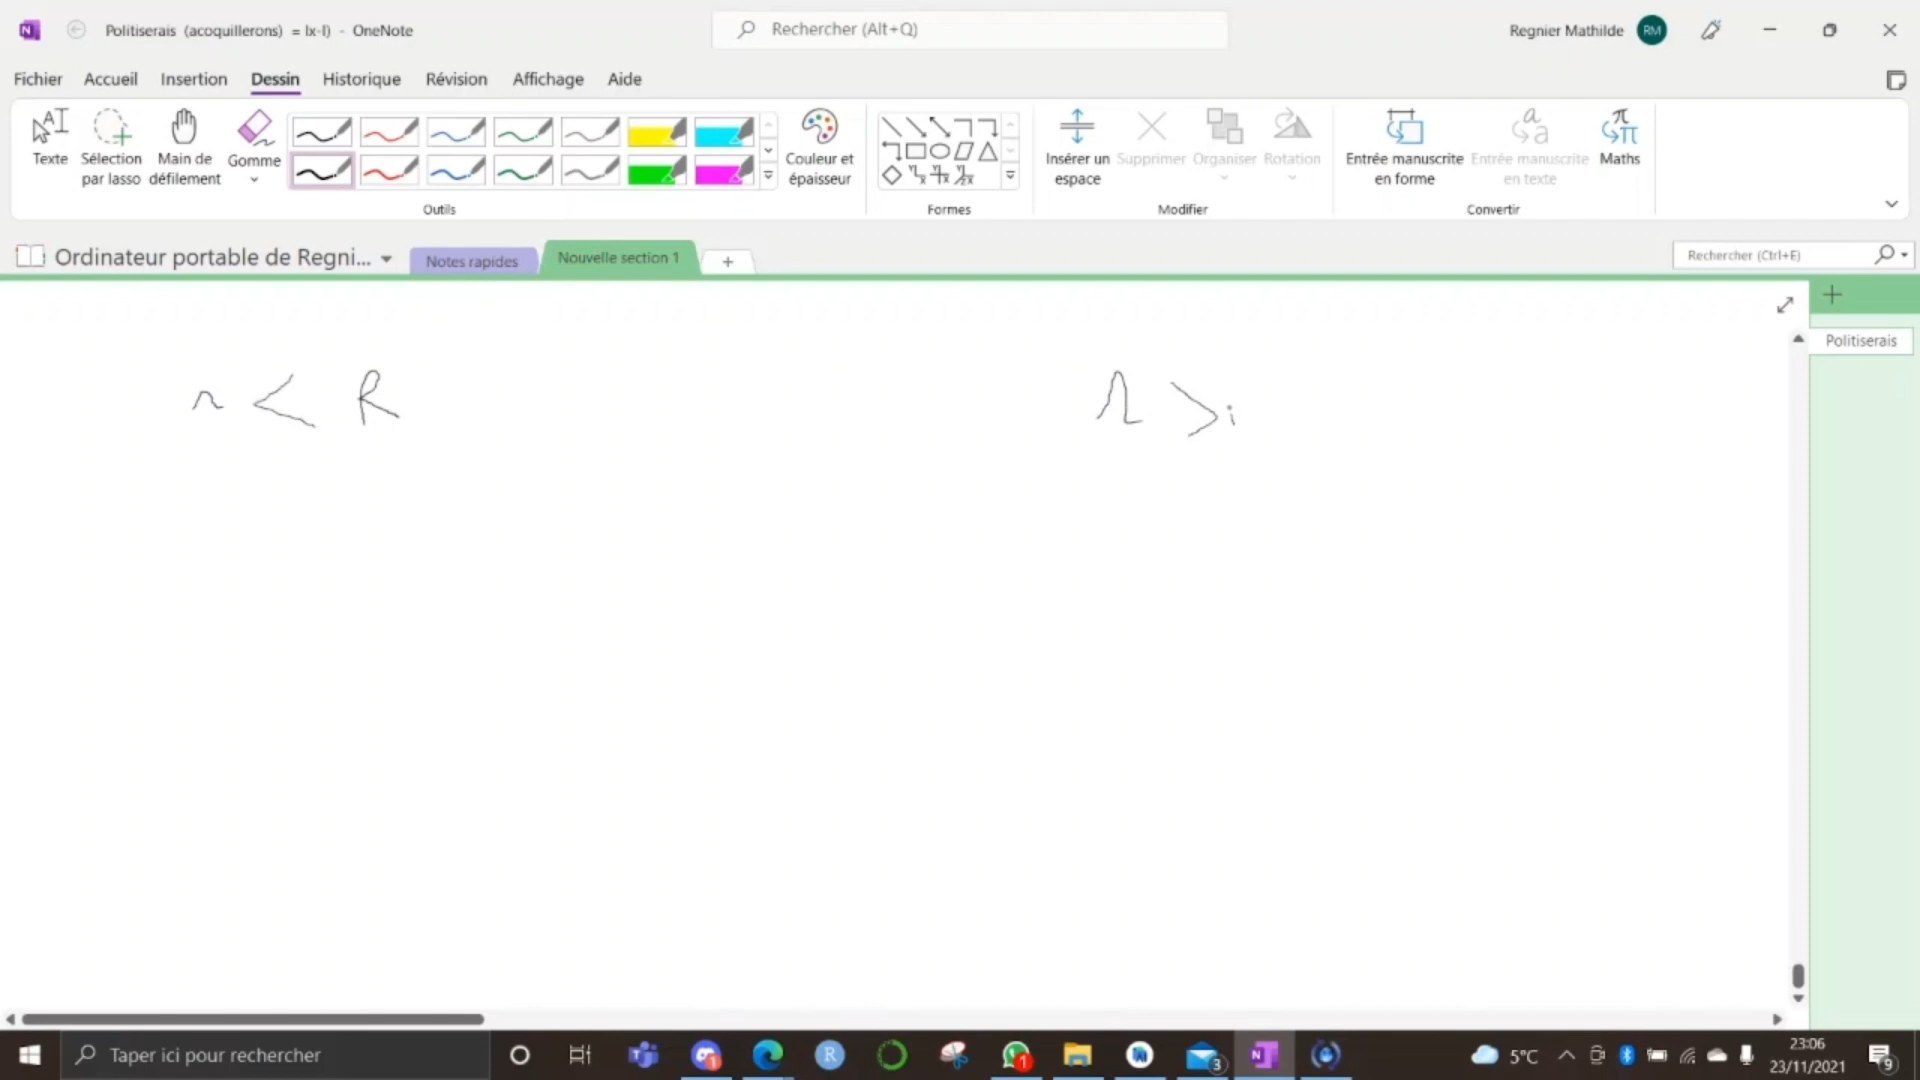 Politiserais (acoquillerons) = lx-l) - OneNote
Rechercher (Alt+Q)
Regnier Mathilde RM
Fichier Accueil Insertion Dessin Historique Révision Affichage Aide
Texte
Sélection par lasso
Main de défilement
Gomme
Couleur et épaisseur
Insérer un espace
Supprimer
Organiser
Rotation
Entrée manuscrite en forme
Entrée manuscrite en texte
Maths
Outils
Formes
Modifier
Convertir
Ordinateur portable de Regni...
Notes rapides
Nouvelle section 1
Rechercher (Ctrl+E)
Politiserais
r < R
r >
Taper ici pour rechercher
5°C
23:06
23/11/2021